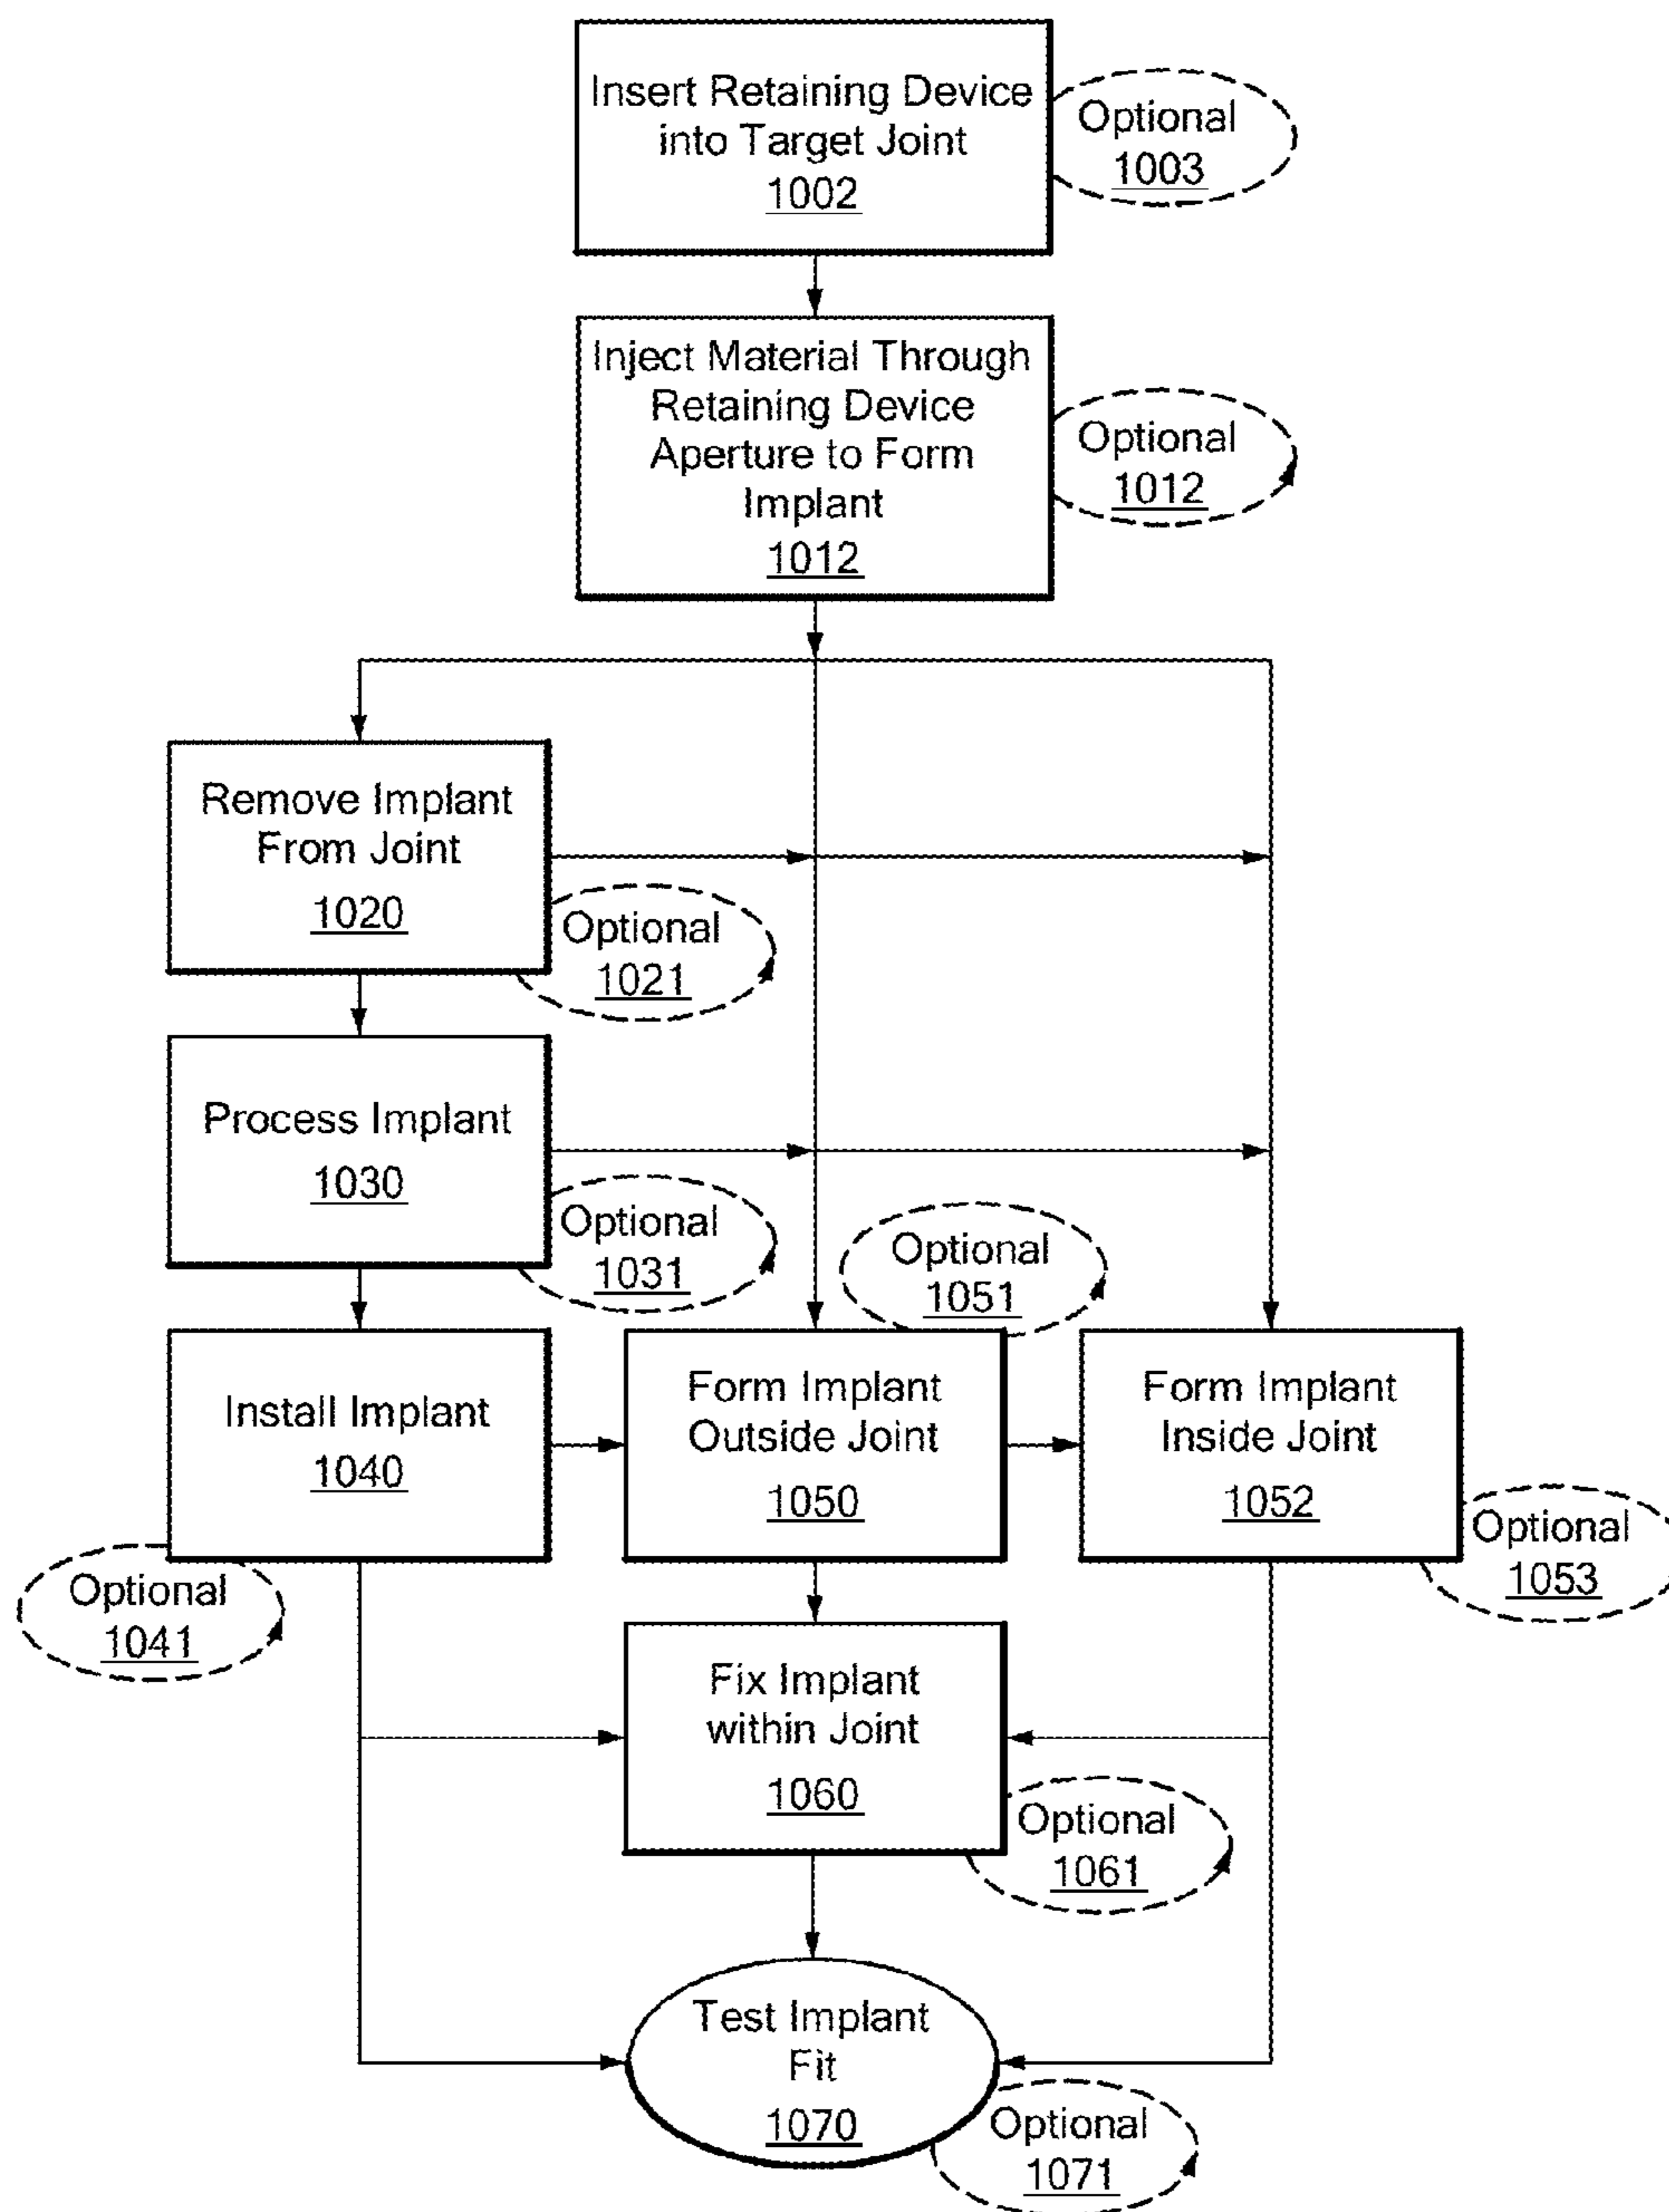 Insert Retaining Device
into Target Joint
1002
Optional
1003
Inject Material Through
Retaining Device
Aperture to Form
Implant
1012
Optional
1012
Remove Implant
From Joint
1020
Optional
1021
Process Implant
1030
Optional
1031
Optional
1051
Install Implant
1040
Form Implant
Outside Joint
1050
Form Implant
Inside Joint
1052
Optional
1041
Optional
1053
Fix Implant
within Joint
1060
Optional
1061
Test Implant
Fit
1070
Optional
1071